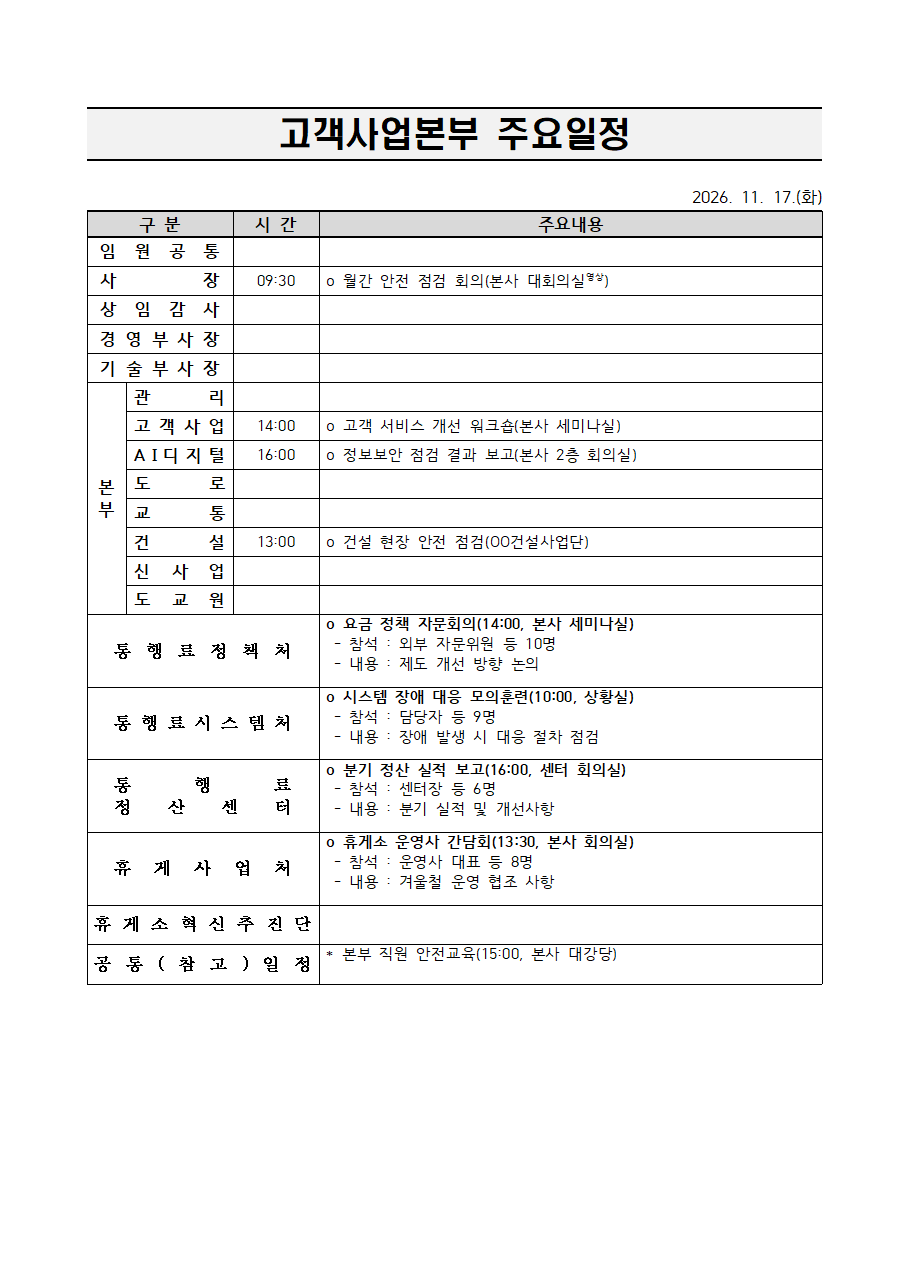 고객사업본부 주요일정
2026. 11. 17.(화)
구 분 시 간 주요내용
임 원 공 통
사 장 09:30 o 월간 안전 점검 회의(본사 대회의실영상)
상 임 감 사
경 영 부 사 장
기 술 부 사 장
본부
관 리
고 객 사 업 14:00 o 고객 서비스 개선 워크숍(본사 세미나실)
A I 디 지 털 16:00 o 정보보안 점검 결과 보고(본사 2층 회의실)
도 로
교 통
건 설 13:00 o 건설 현장 안전 점검(OO건설사업단)
신 사 업
도 교 원
통 행 료 정 책 처
o 요금 정책 자문회의(14:00, 본사 세미나실)
- 참석 : 외부 자문위원 등 10명
- 내용 : 제도 개선 방향 논의
통 행 료 시 스 템 처
o 시스템 장애 대응 모의훈련(10:00, 상황실)
- 참석 : 담당자 등 9명
- 내용 : 장애 발생 시 대응 절차 점검
통 행 료
정 산 센 터
o 분기 정산 실적 보고(16:00, 센터 회의실)
- 참석 : 센터장 등 6명
- 내용 : 분기 실적 및 개선사항
휴 게 사 업 처
o 휴게소 운영사 간담회(13:30, 본사 회의실)
- 참석 : 운영사 대표 등 8명
- 내용 : 겨울철 운영 협조 사항
휴 게 소 혁 신 추 진 단
공 통 ( 참 고 ) 일 정 * 본부 직원 안전교육(15:00, 본사 대강당)